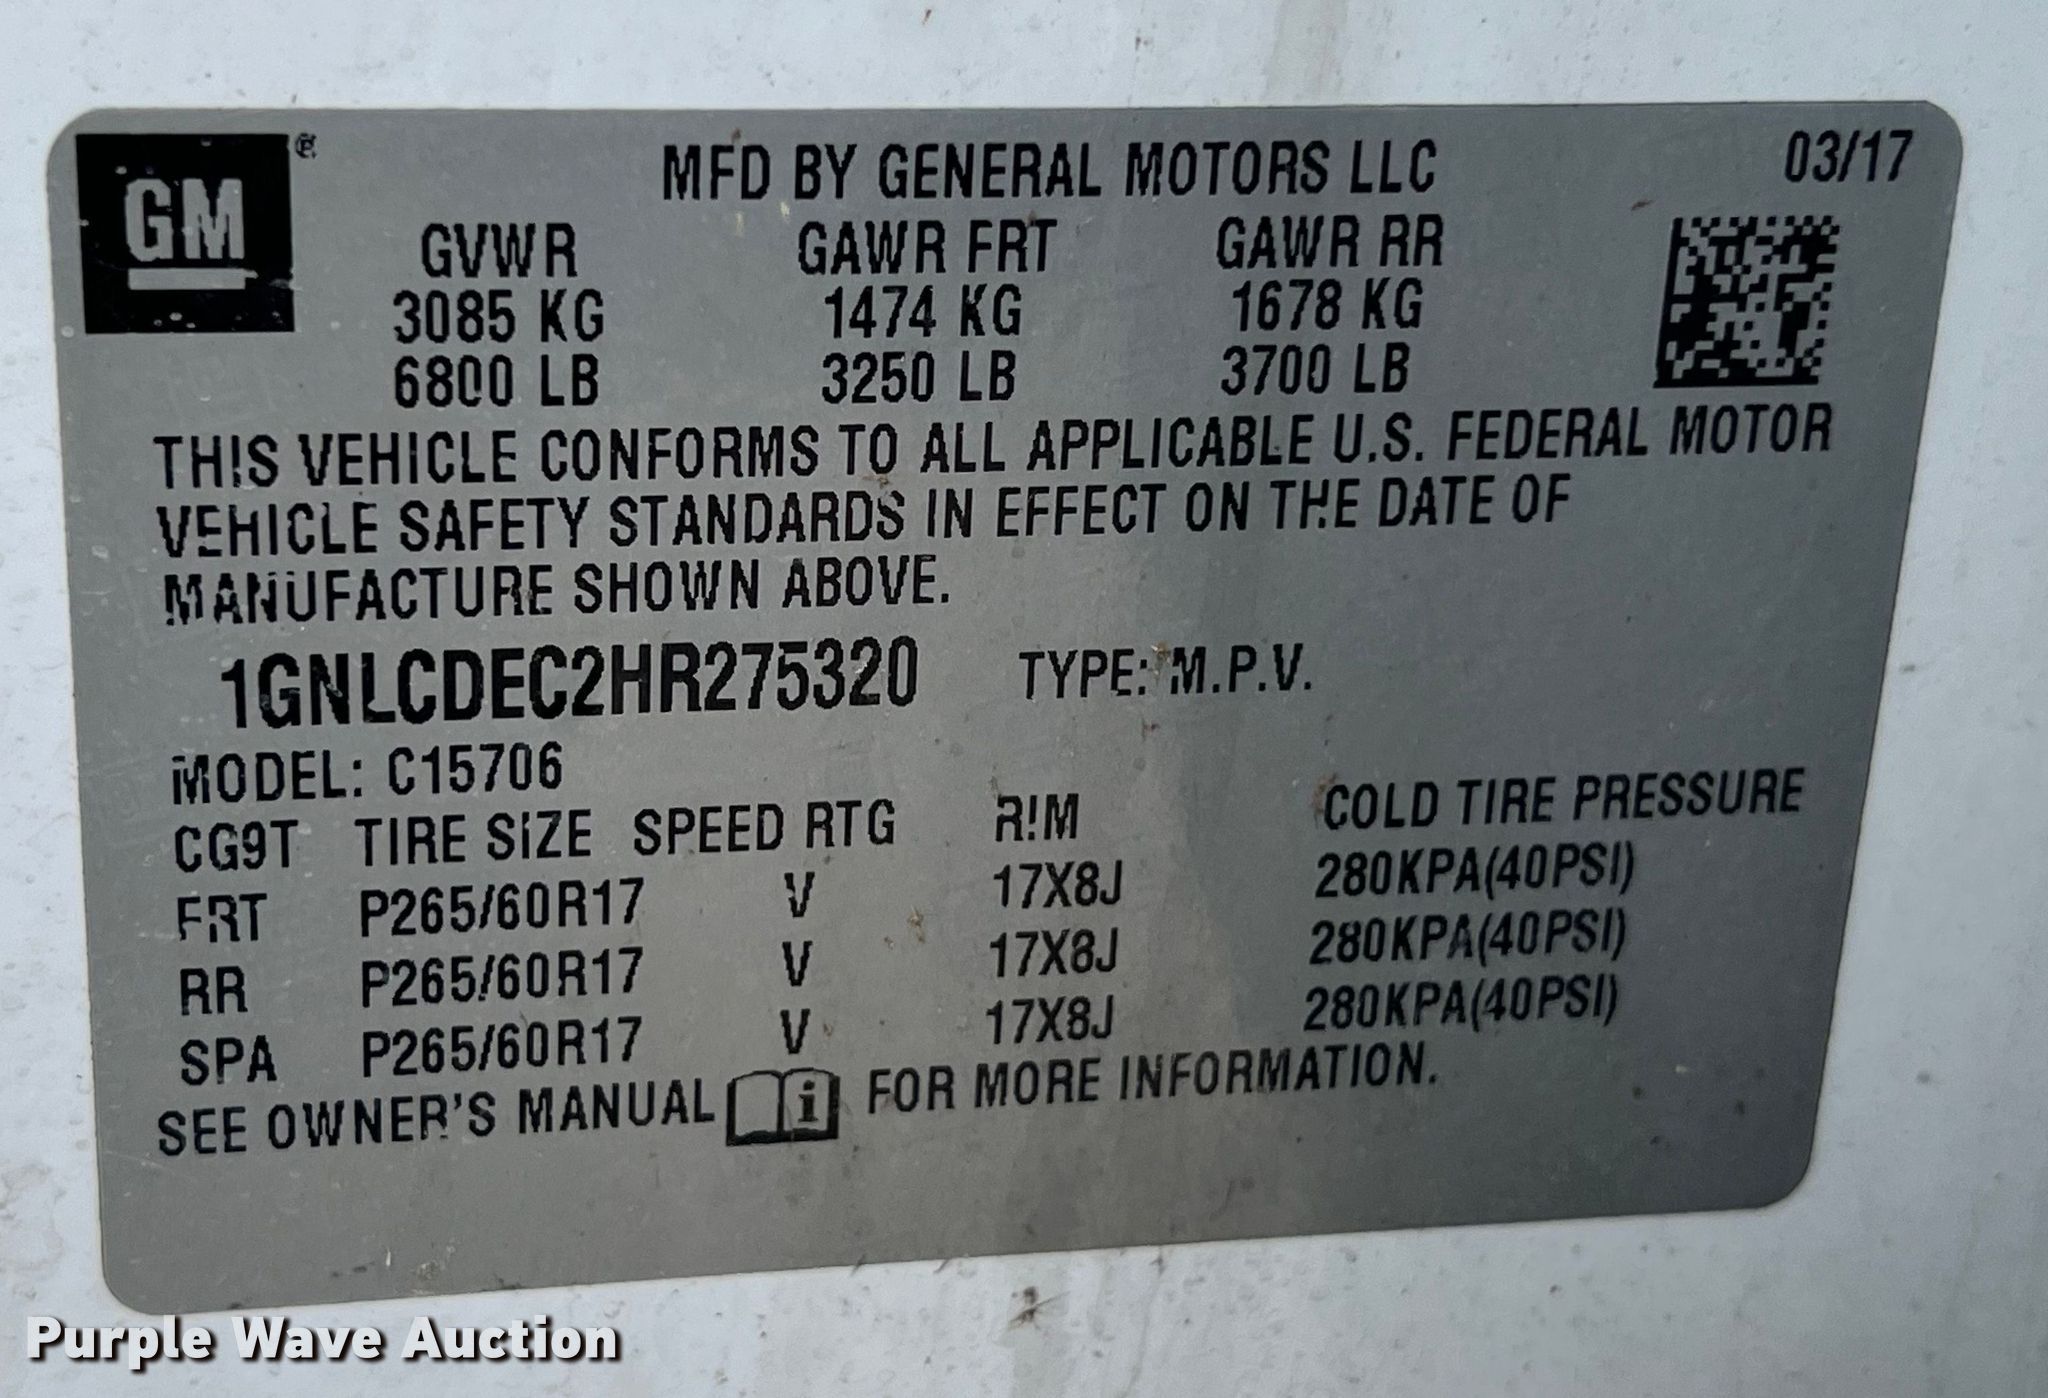 GM ®
MFD BY GENERAL MOTORS LLC 03/17
GVWR GAWR FRT GAWR RR
3085 KG 1474 KG 1678 KG
6800 LB 3250 LB 3700 LB
THIS VEHICLE CONFORMS TO ALL APPLICABLE U.S. FEDERAL MOTOR
VEHICLE SAFETY STANDARDS IN EFFECT ON THE DATE OF
MANUFACTURE SHOWN ABOVE.
1GNLCDEC2HR275320 TYPE: M.P.V.
MODEL: C15706
CG9T TIRE SIZE SPEED RTG RIM COLD TIRE PRESSURE
FRT P265/60R17 V 17X8J 280KPA(40PSI)
RR P265/60R17 V 17X8J 280KPA(40PSI)
SPA P265/60R17 V 17X8J 280KPA(40PSI)
SEE OWNER'S MANUAL i FOR MORE INFORMATION.
Purple Wave Auction